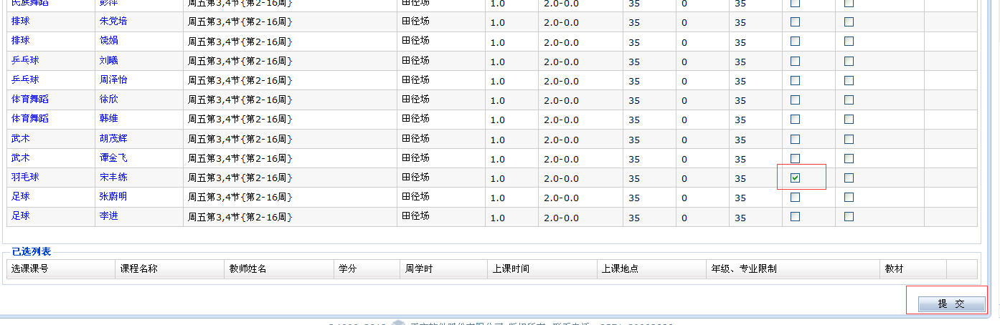 民族舞蹈 彭萍 周五第3,4节{第2-16周} 田径场 1.0 2.0-0.0 35 0 35
排球 朱党培 周五第3,4节{第2-16周} 田径场 1.0 2.0-0.0 35 0 35
排球 饶娟 周五第3,4节{第2-16周} 田径场 1.0 2.0-0.0 35 0 35
乒乓球 刘曦 周五第3,4节{第2-16周} 田径场 1.0 2.0-0.0 35 0 35
乒乓球 周泽怡 周五第3,4节{第2-16周} 田径场 1.0 2.0-0.0 35 0 35
体育舞蹈 徐欣 周五第3,4节{第2-16周} 田径场 1.0 2.0-0.0 35 0 35
体育舞蹈 韩维 周五第3,4节{第2-16周} 田径场 1.0 2.0-0.0 35 0 35
武术 胡茂辉 周五第3,4节{第2-16周} 田径场 1.0 2.0-0.0 35 0 35
武术 谭金飞 周五第3,4节{第2-16周} 田径场 1.0 2.0-0.0 35 0 35
羽毛球 宋丰练 周五第3,4节{第2-16周} 田径场 1.0 2.0-0.0 35 0 35
足球 张蔚明 周五第3,4节{第2-16周} 田径场 1.0 2.0-0.0 35 0 35
足球 李进 周五第3,4节{第2-16周} 田径场 1.0 2.0-0.0 35 0 35
已选列表
选课课号 课程名称 教师姓名 学分 周学时 上课时间 上课地点 年级、专业限制 教材
提 交